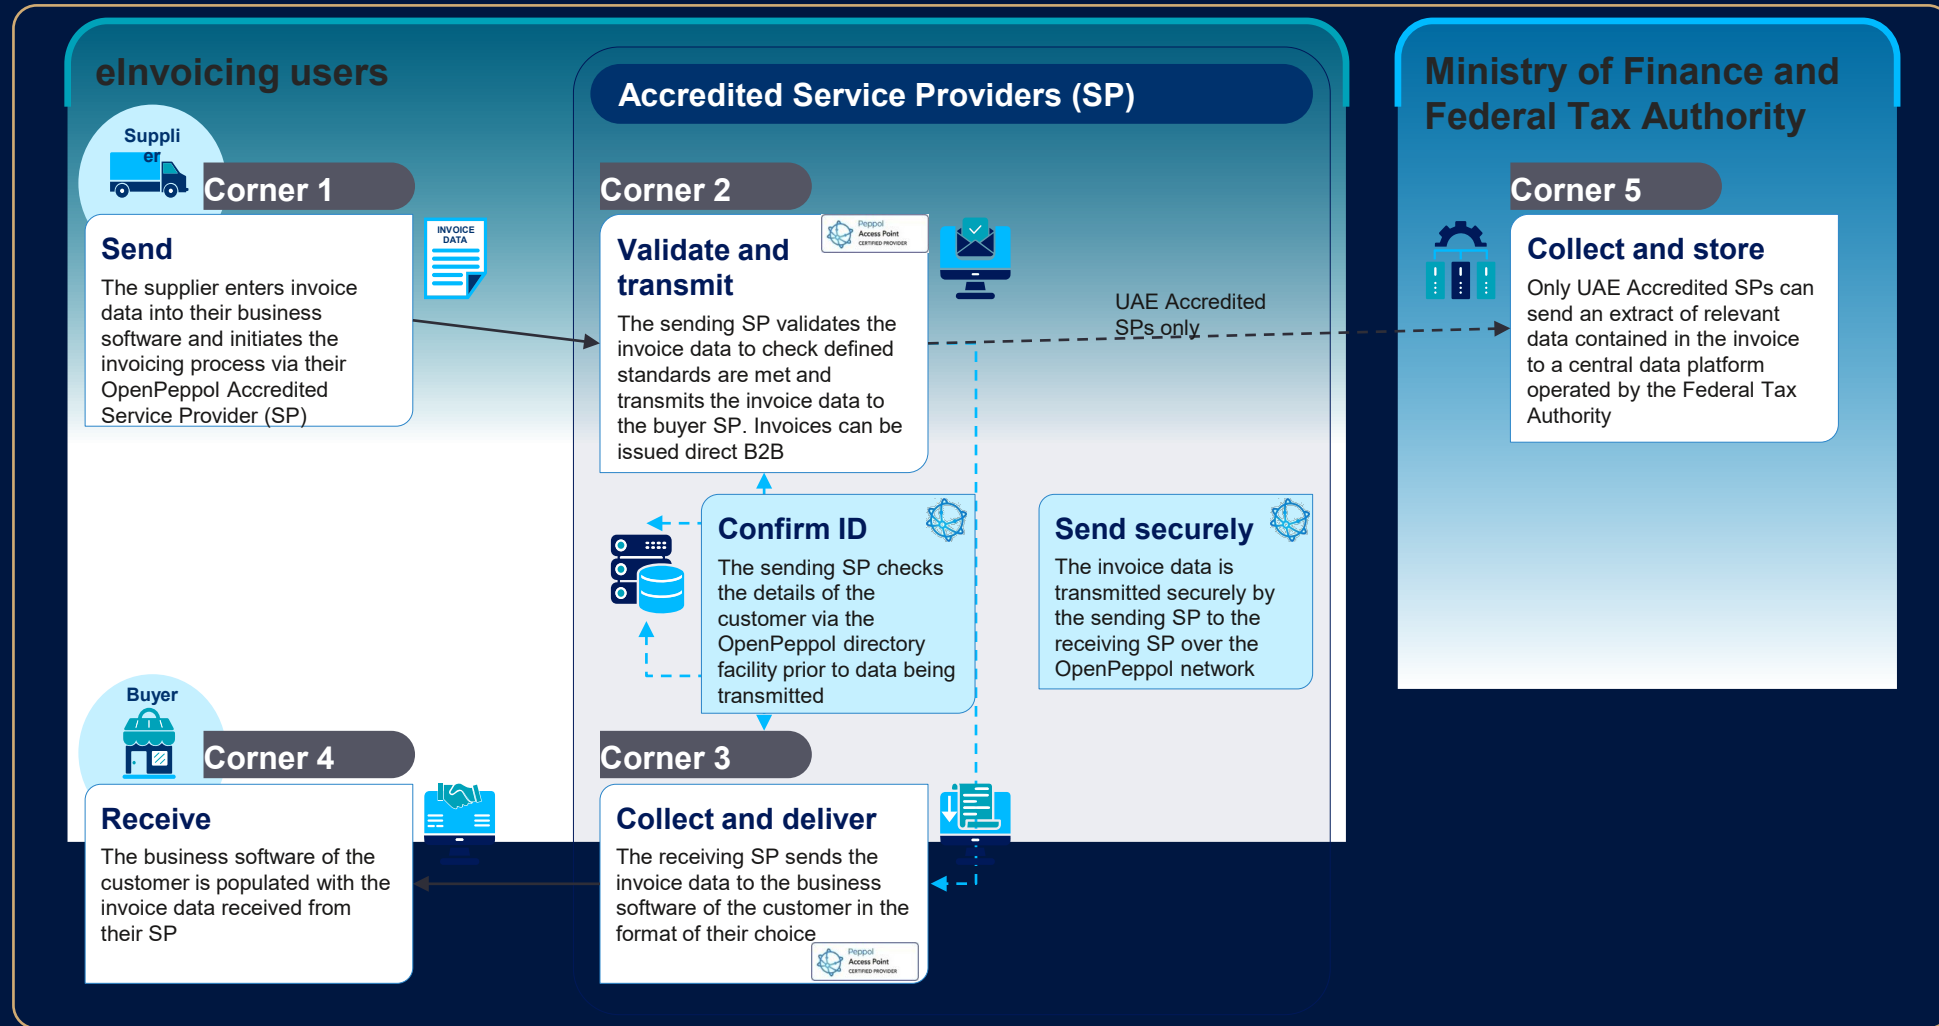 eInvoicing users
Accredited Service Providers (SP)
Ministry of Finance and
Federal Tax Authority
Suppli
er
Corner 1
Send
The supplier enters invoice
data into their business
software and initiates the
invoicing process via their
OpenPeppol Accredited
Service Provider (SP)
INVOICE
DATA
Corner 2
Validate and
transmit
Peppol
Access Point
CERTIFIED PROVIDER
The sending SP validates the
invoice data to check defined
standards are met and
transmits the invoice data to
the buyer SP. Invoices can be
issued direct B2B
UAE Accredited
SPs only
Corner 5
Collect and store
Only UAE Accredited SPs can
send an extract of relevant
data contained in the invoice
to a central data platform
operated by the Federal Tax
Authority
Confirm ID
The sending SP checks
the details of the
customer via the
OpenPeppol directory
facility prior to data being
transmitted
Send securely
The invoice data is
transmitted securely by
the sending SP to the
receiving SP over the
OpenPeppol network
Buyer
Corner 4
Receive
The business software of the
customer is populated with the
invoice data received from
their SP
Corner 3
Collect and deliver
The receiving SP sends the
invoice data to the business
software of the customer in the
format of their choice
Peppol
Access Point
CERTIFIED PROVIDER